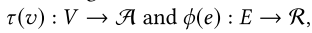 τ(v) : V → 𝒜 and ϕ(e) : E → ℛ,